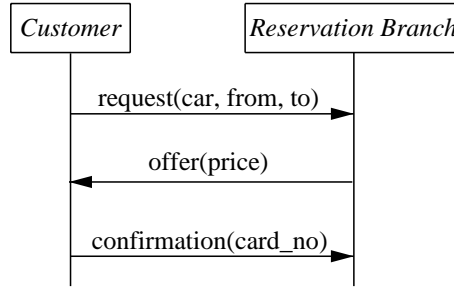 Customer
Reservation Branch
request(car, from, to)
offer(price)
confirmation(card_no)